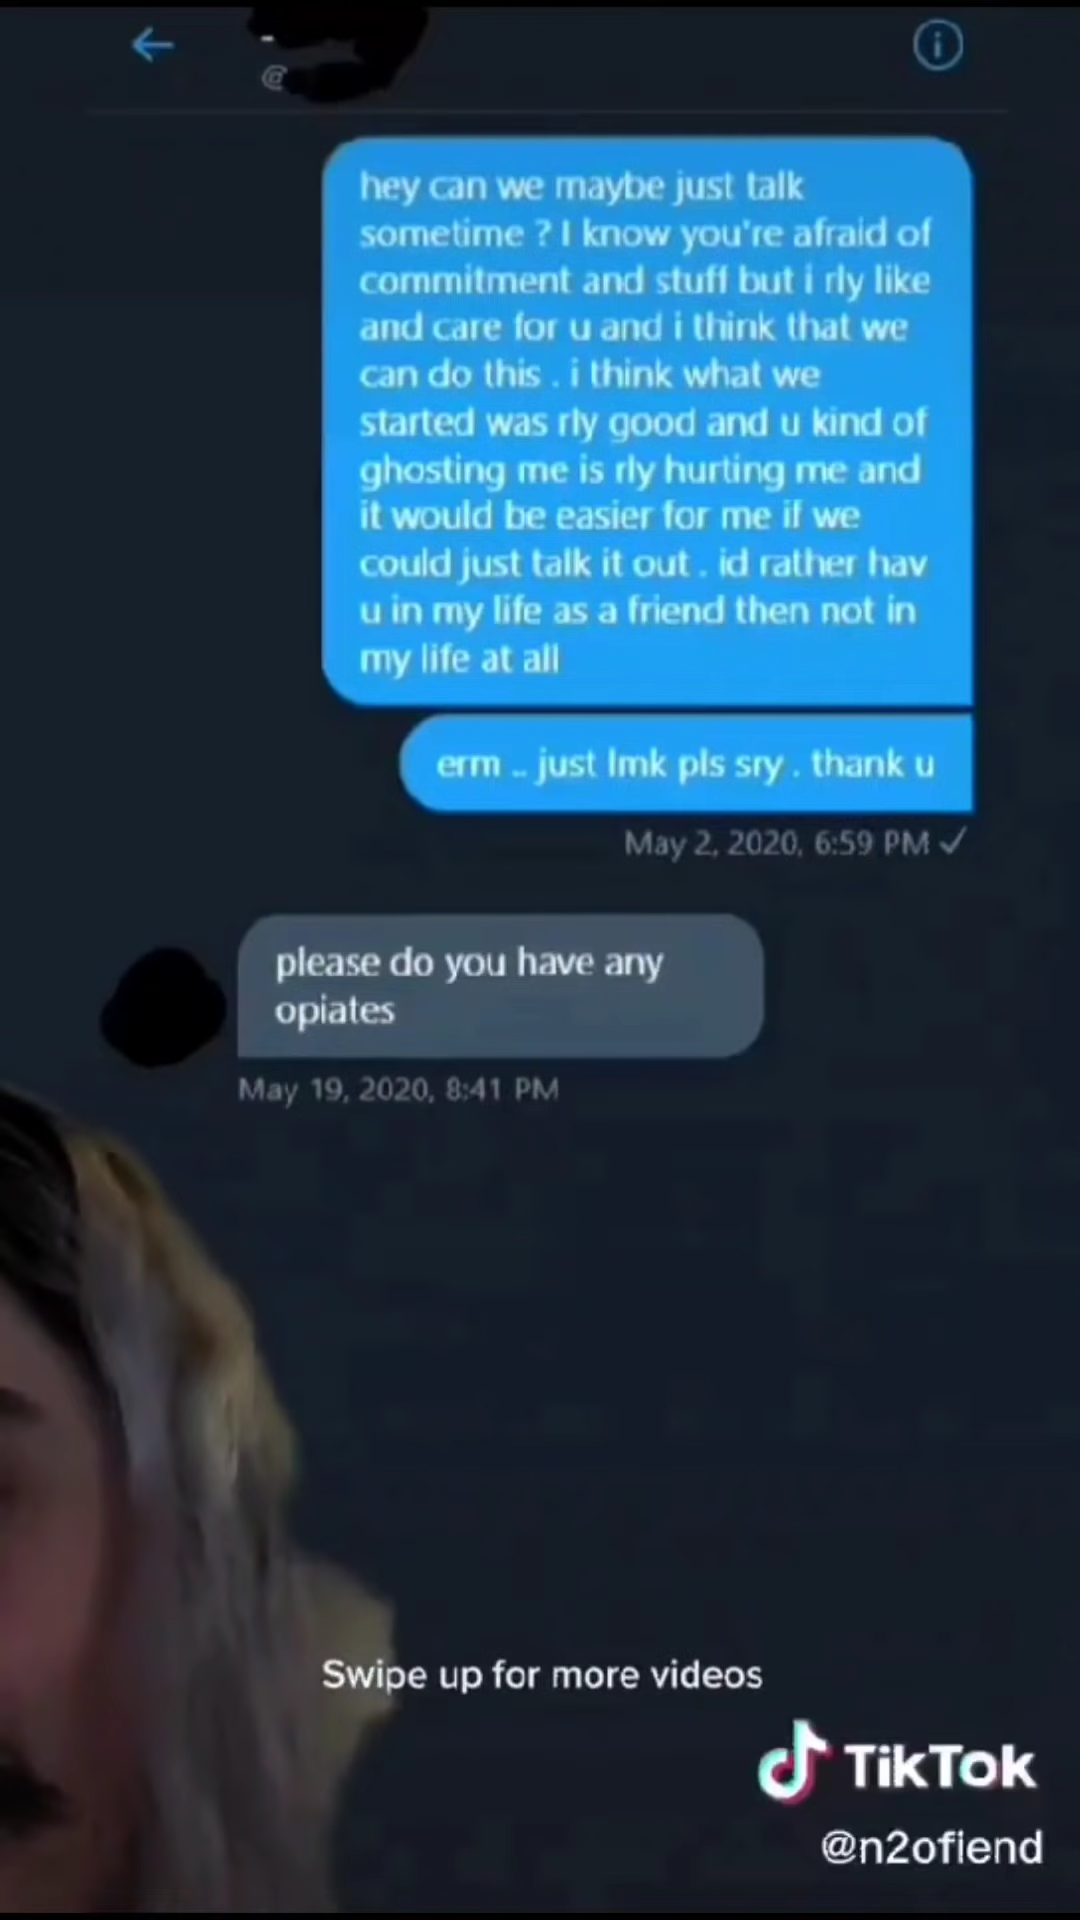 -
@
hey can we maybe just talk
sometime ? I know you're afraid of
commitment and stuff but i rly like
and care for u and i think that we
can do this . i think what we
started was rly good and u kind of
ghosting me is rly hurting me and
it would be easier for me if we
could just talk it out . id rather hav
u in my life as a friend then not in
my life at all
erm .. just lmk pls sry . thank u
May 2, 2020, 6:59 PM ✓
please do you have any
opiates
May 19, 2020, 8:41 PM
Swipe up for more videos
TikTok
@n2ofiend